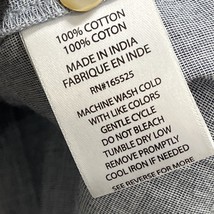 100% COTTON
100% COTON
MADE IN INDIA
FABRIQUE EN INDE
RN#165525
MACHINE WASH COLD
WITH LIKE COLORS
GENTLE CYCLE
DO NOT BLEACH
TUMBLE DRY LOW
REMOVE PROMPTLY
COOL IRON IF NEEDED
SEE REVERSE FOR MORE